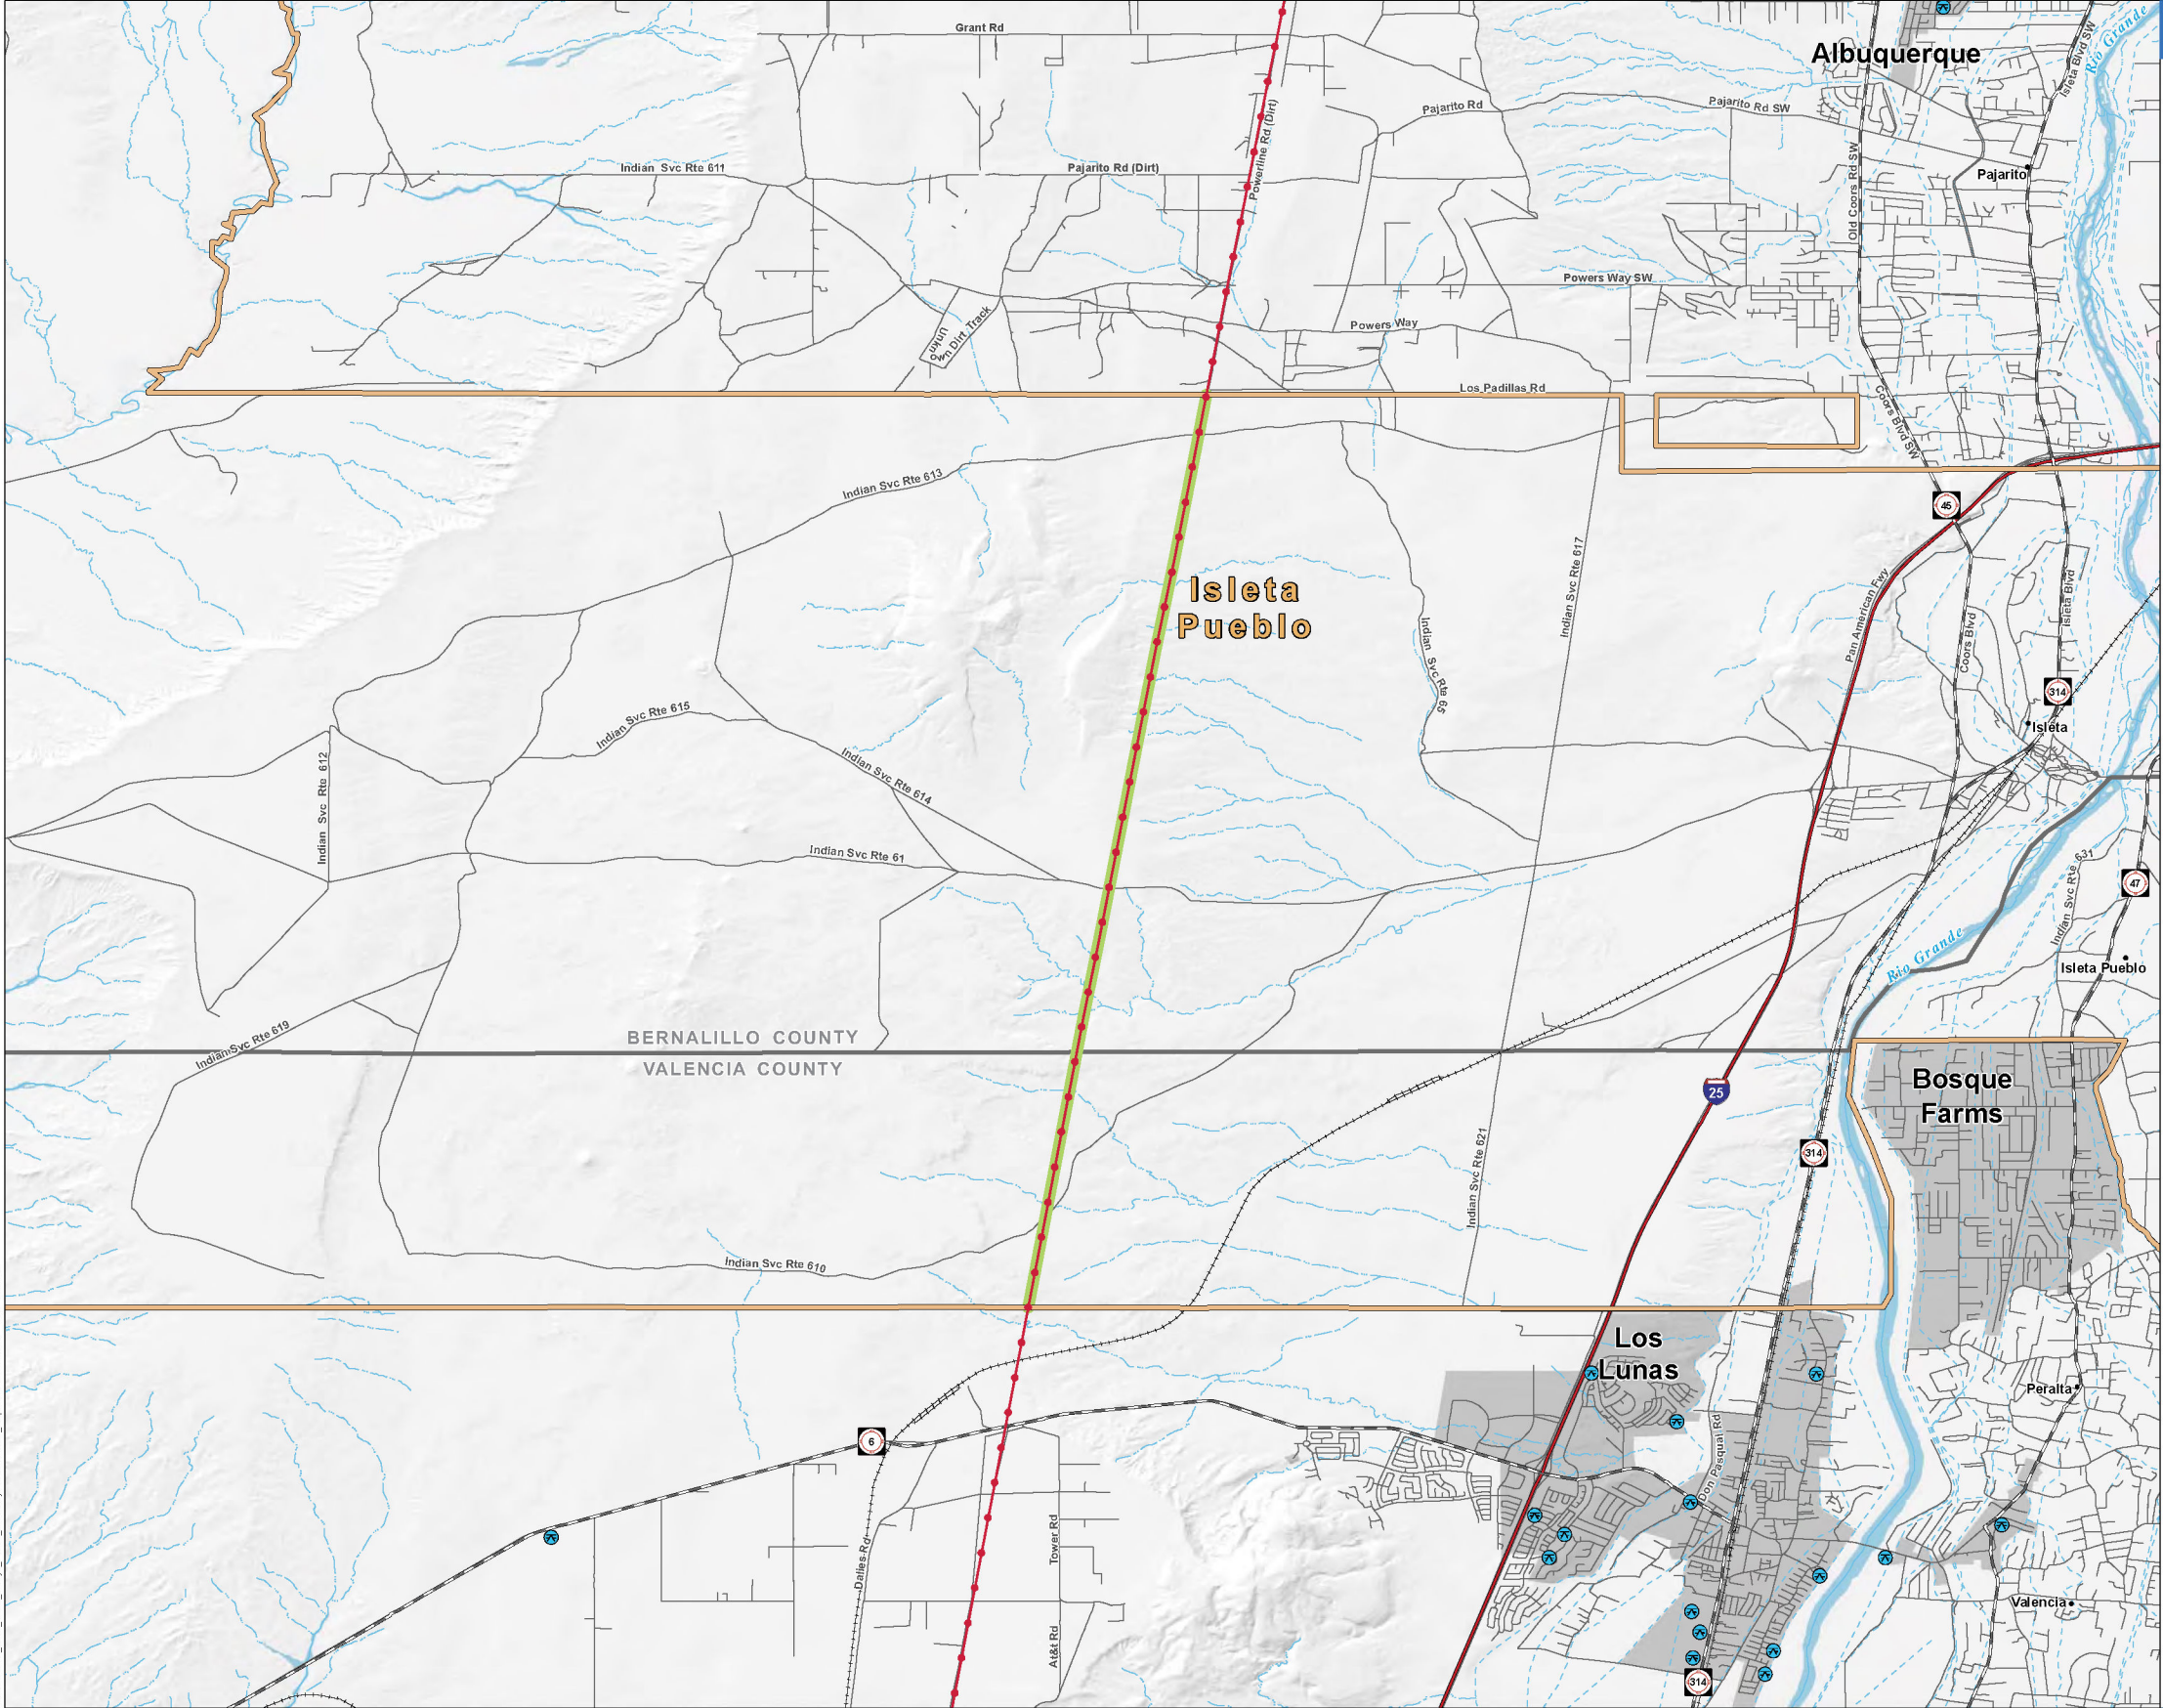 Grant Rd
Albuquerque
Isleta Blvd SW
Rio Grande
Pajarito Rd
Pajarito Rd SW
Powerline Rd (Dirt)
Indian Svc Rte 611
Pajarito Rd (Dirt)
Old Coors Rd SW
Pajarito
Powers Way SW
Unkno
wn Dirt Track
Powers Way
Los Padillas Rd
Coors Blvd SW
Indian Svc Rte 613
45
Isleta
Pueblo
Indian Svc Rte 617
Pan American Fwy
Coors Blvd
Isleta Blvd
Indian Svc Rte 65
314
Isleta
Indian Svc Rte 615
Indian Svc Rte 612
Indian Svc Rte 614
Indian Svc Rte 61
Indian Svc Rte 631
47
Rio Grande
Isleta Pueblo
Indian Svc Rte 619
BERNALILLO COUNTY
VALENCIA COUNTY
25
Bosque
Farms
314
Indian Svc Rte 621
Indian Svc Rte 610
Los
Lunas
Peralta
6
Don Pasqual Rd
Dalies Rd
Tower Rd
Valencia
At&t Rd
314